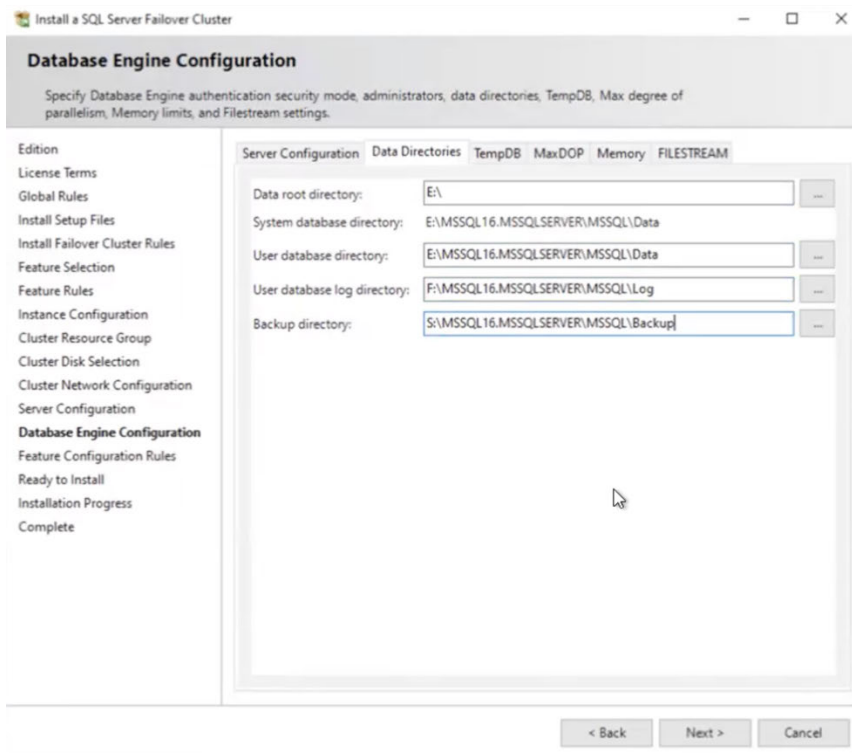 Install a SQL Server Failover Cluster
Database Engine Configuration
Specify Database Engine authentication security mode, administrators, data directories, TempDB, Max degree of
parallelism, Memory limits, and Filestream settings.
Edition
License Terms
Global Rules
Install Setup Files
Install Failover Cluster Rules
Feature Selection
Feature Rules
Instance Configuration
Cluster Resource Group
Cluster Disk Selection
Cluster Network Configuration
Server Configuration
Database Engine Configuration
Feature Configuration Rules
Ready to Install
Installation Progress
Complete
Server Configuration Data Directories TempDB MaxDOP Memory FILESTREAM
Data root directory: E:\ ...
System database directory: E:\MSSQL16.MSSQLSERVER\MSSQL\Data
User database directory: E:\MSSQL16.MSSQLSERVER\MSSQL\Data ...
User database log directory: F:\MSSQL16.MSSQLSERVER\MSSQL\Log ...
Backup directory: S:\MSSQL16.MSSQLSERVER\MSSQL\Backup ...
< Back Next > Cancel